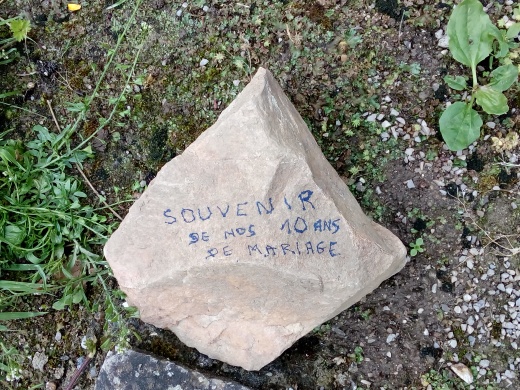 SOUVENIR
DE NOS 10 ANS
DE MARIAGE